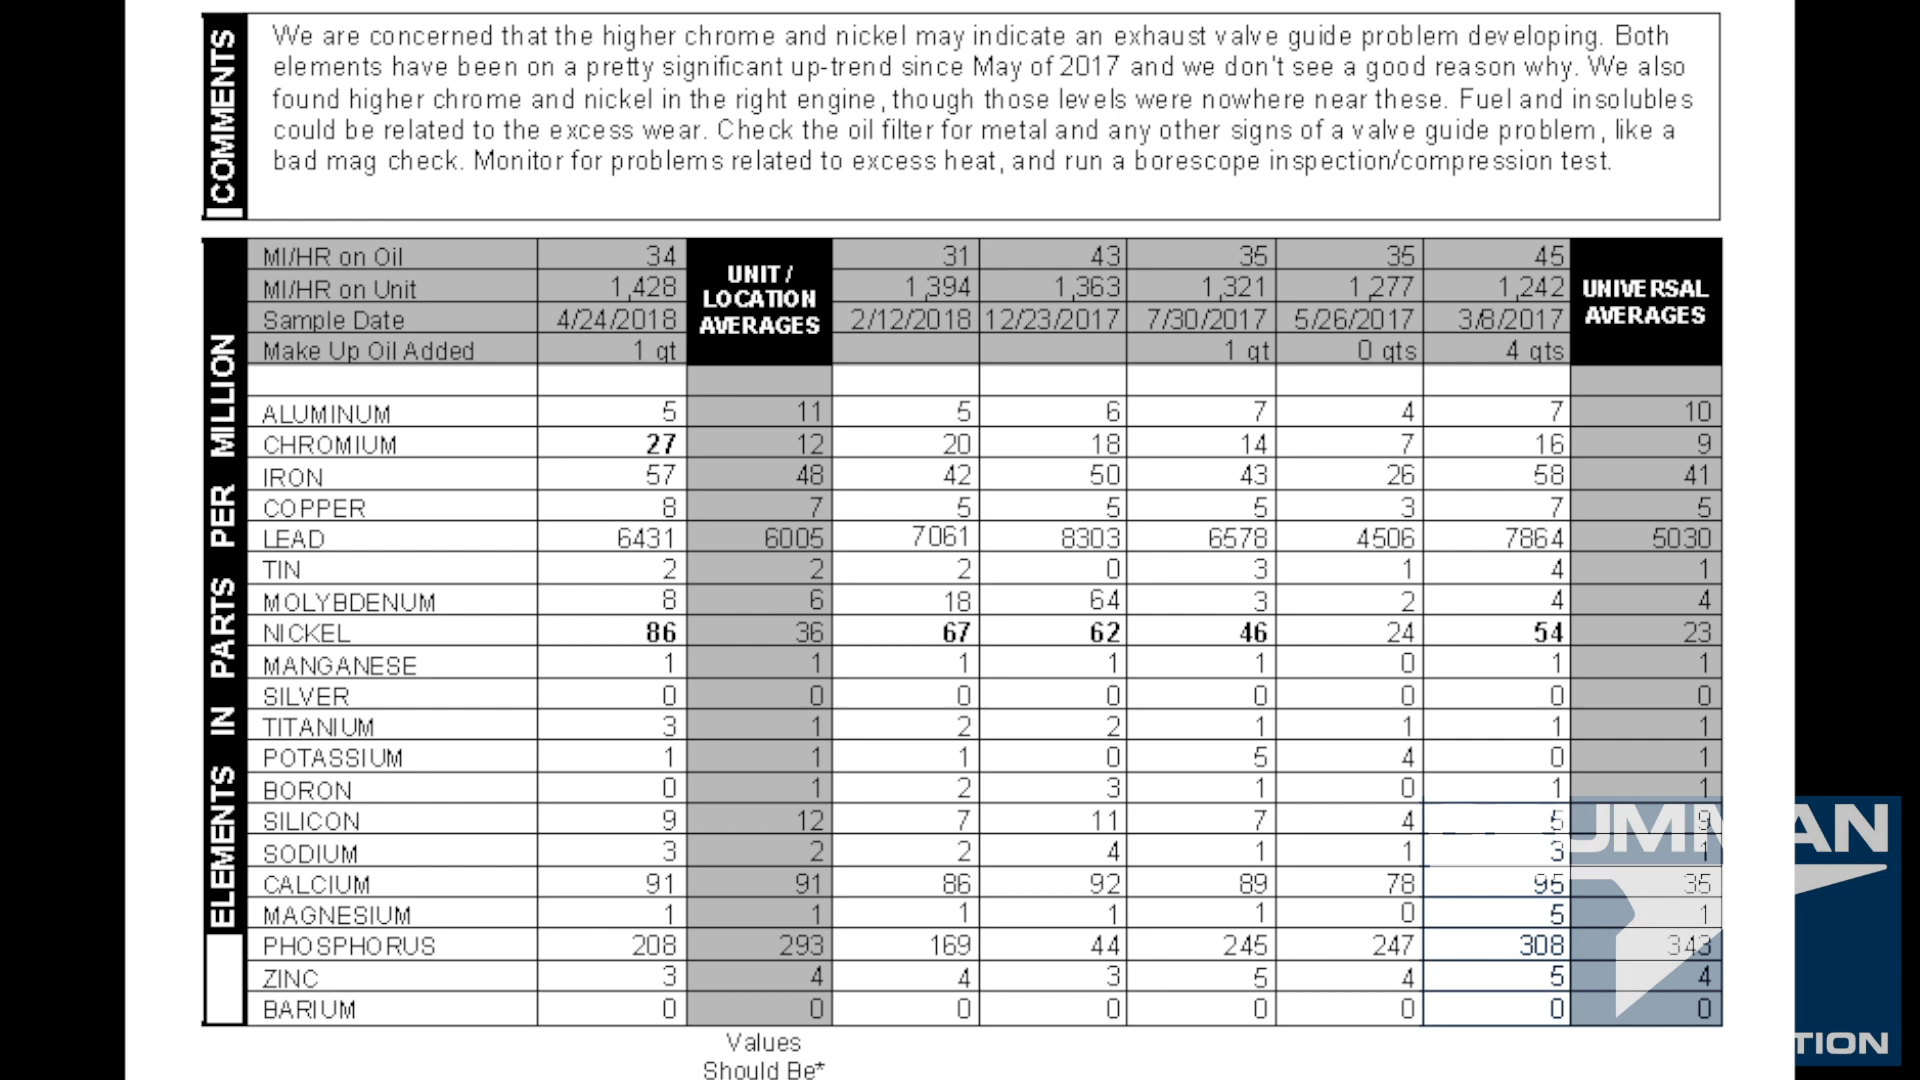 COMMENTS
We are concerned that the higher chrome and nickel may indicate an exhaust valve guide problem developing. Both
elements have been on a pretty significant up-trend since May of 2017 and we don't see a good reason why. We also
found higher chrome and nickel in the right engine, though those levels were nowhere near these. Fuel and insolubles
could be related to the excess wear. Check the oil filter for metal and any other signs of a valve guide problem, like a
bad mag check. Monitor for problems related to excess heat, and run a borescope inspection/compression test.
ELEMENTS IN PARTS PER MILLION
MI/HR on Oil 34 UNIT / LOCATION AVERAGES 31 43 35 35 45 UNIVERSAL AVERAGES
MI/HR on Unit 1,428 1,394 1,363 1,321 1,277 1,242
Sample Date 4/24/2018 2/12/2018 12/23/2017 7/30/2017 5/26/2017 3/8/2017
Make Up Oil Added 1 qt 1 qt 0 qts 4 qts
ALUMINUM 5 11 5 6 7 4 7 10
CHROMIUM 27 12 20 18 14 7 16 9
IRON 57 48 42 50 43 26 58 41
COPPER 8 7 5 5 5 3 7 5
LEAD 6431 6005 7061 8303 6578 4506 7864 5030
TIN 2 2 2 0 3 1 4 1
MOLYBDENUM 8 6 18 64 3 2 4 4
NICKEL 86 36 67 62 46 24 54 23
MANGANESE 1 1 1 1 1 0 1 1
SILVER 0 0 0 0 0 0 0 0
TITANIUM 3 1 2 2 1 1 1 1
POTASSIUM 1 1 1 0 5 4 0 1
BORON 0 1 2 3 1 0 1 1
SILICON 9 12 7 11 7 4 5 9
SODIUM 3 2 2 4 1 1 3 1
CALCIUM 91 91 86 92 89 78 95 35
MAGNESIUM 1 1 1 1 1 0 5 1
PHOSPHORUS 208 293 169 44 245 247 308 343
ZINC 3 4 4 3 5 4 5 4
BARIUM 0 0 0 0 0 0 0 0
Values
Should Be*